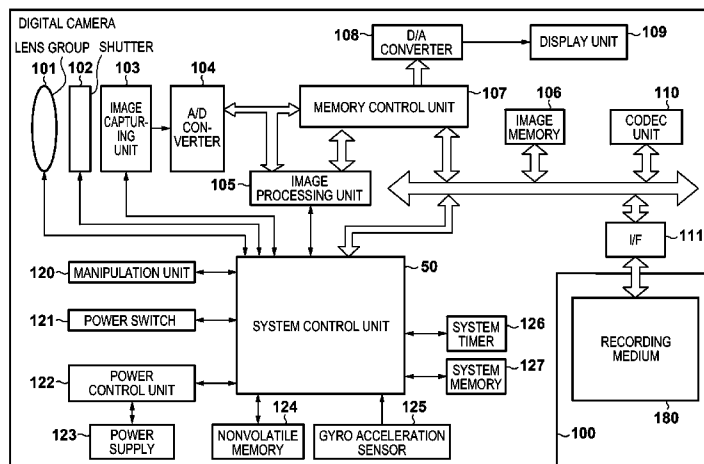 DIGITAL CAMERA
LENS GROUP
SHUTTER
101
102
103
104
IMAGE
CAPTUR-
ING
UNIT
A/D
CON-
VERTER
108
D/A
CONVERTER
DISPLAY UNIT
109
MEMORY CONTROL UNIT
107
106
IMAGE
MEMORY
110
CODEC
UNIT
105
IMAGE
PROCESSING UNIT
I/F
111
120
MANIPULATION UNIT
50
121
POWER SWITCH
SYSTEM CONTROL UNIT
SYSTEM
TIMER
126
SYSTEM
MEMORY
127
122
POWER
CONTROL UNIT
123
POWER
SUPPLY
124
NONVOLATILE
MEMORY
125
GYRO ACCELERATION
SENSOR
RECORDING
MEDIUM
100
180